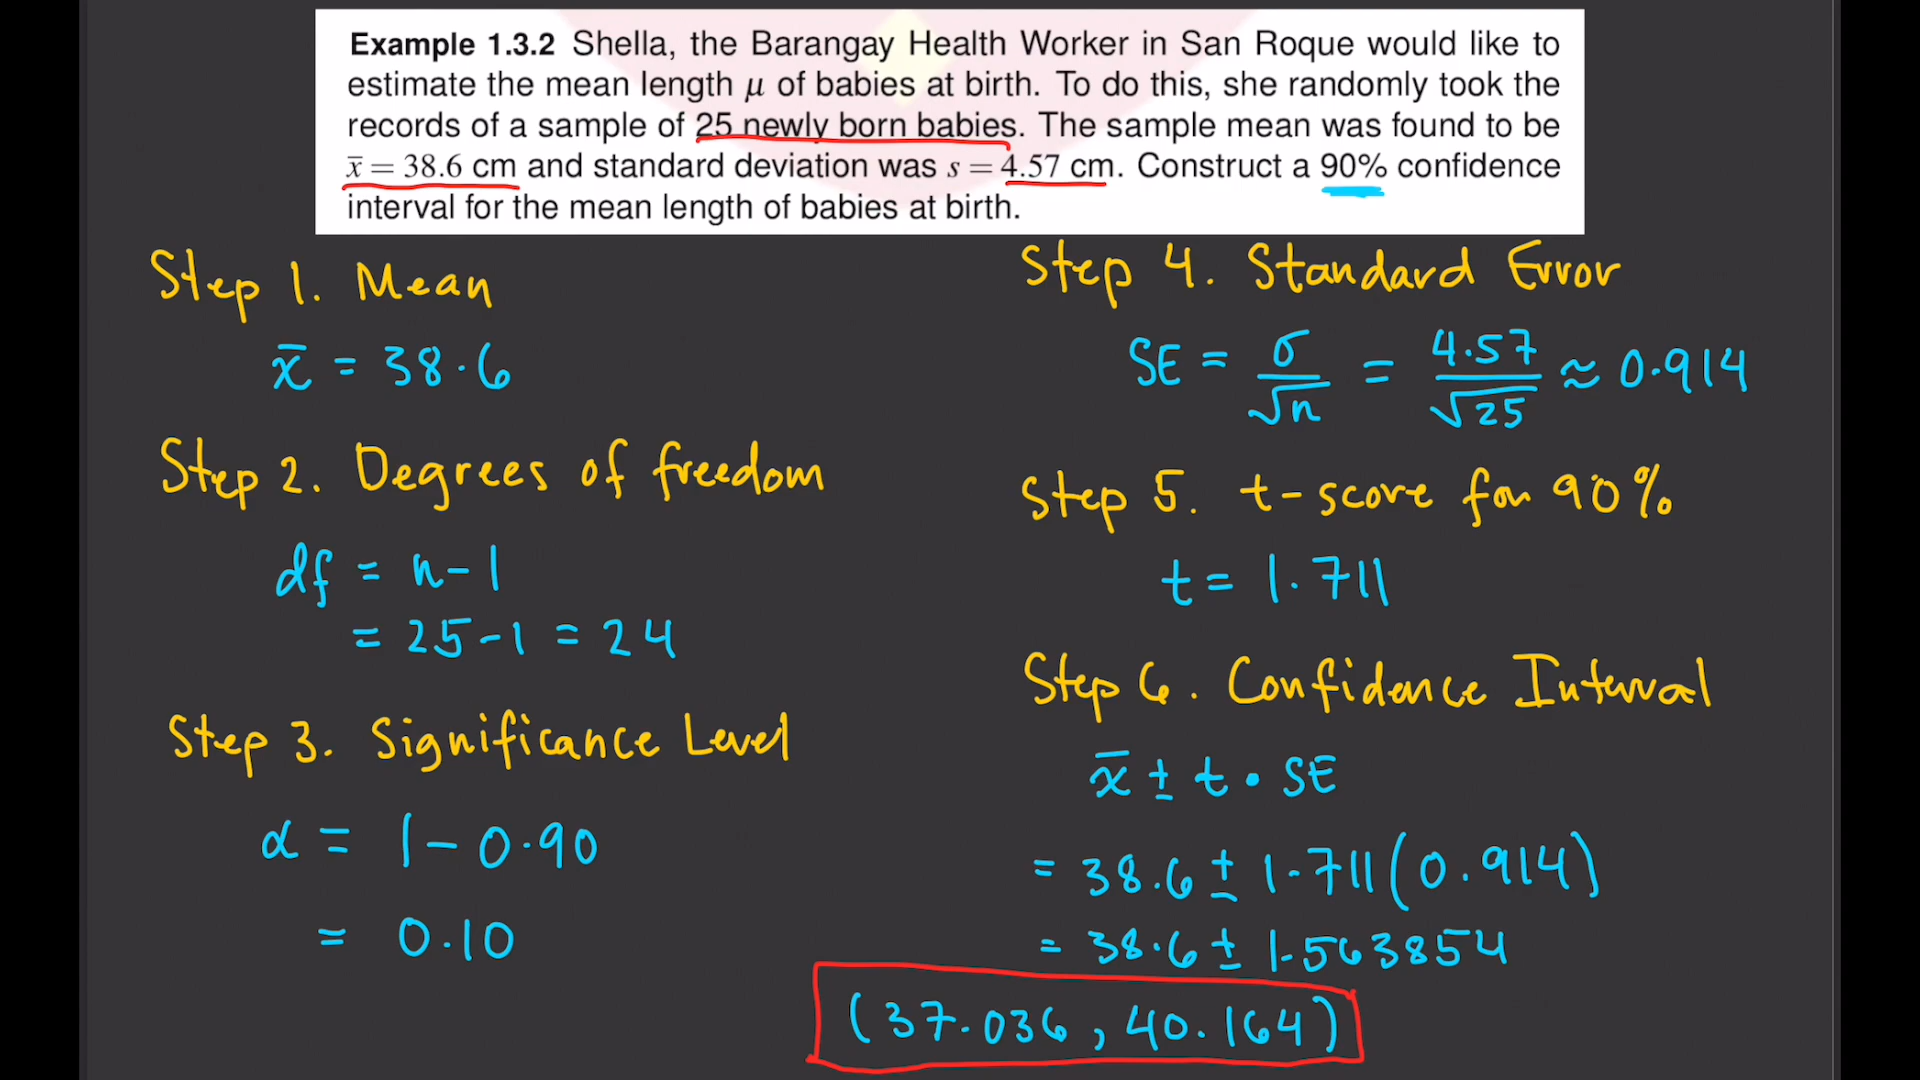 Example 1.3.2 Shella, the Barangay Health Worker in San Roque would like to
estimate the mean length μ of babies at birth. To do this, she randomly took the
records of a sample of 25 newly born babies. The sample mean was found to be
x̅ = 38.6 cm and standard deviation was s = 4.57 cm. Construct a 90% confidence
interval for the mean length of babies at birth.
Step 1. Mean
x̅ = 38.6
Step 2. Degrees of freedom
df = n-1
= 25-1 = 24
Step 3. Significance Level
α = 1-0.90
= 0.10
Step 4. Standard Error
SE = σ/√n = 4.57/√25 ≈ 0.914
Step 5. t-score for 90%
t = 1.711
Step 6. Confidence Interval
x̅ ± t • SE
= 38.6 ± 1.711(0.914)
= 38.6 ± 1.563854
(37.036, 40.164)